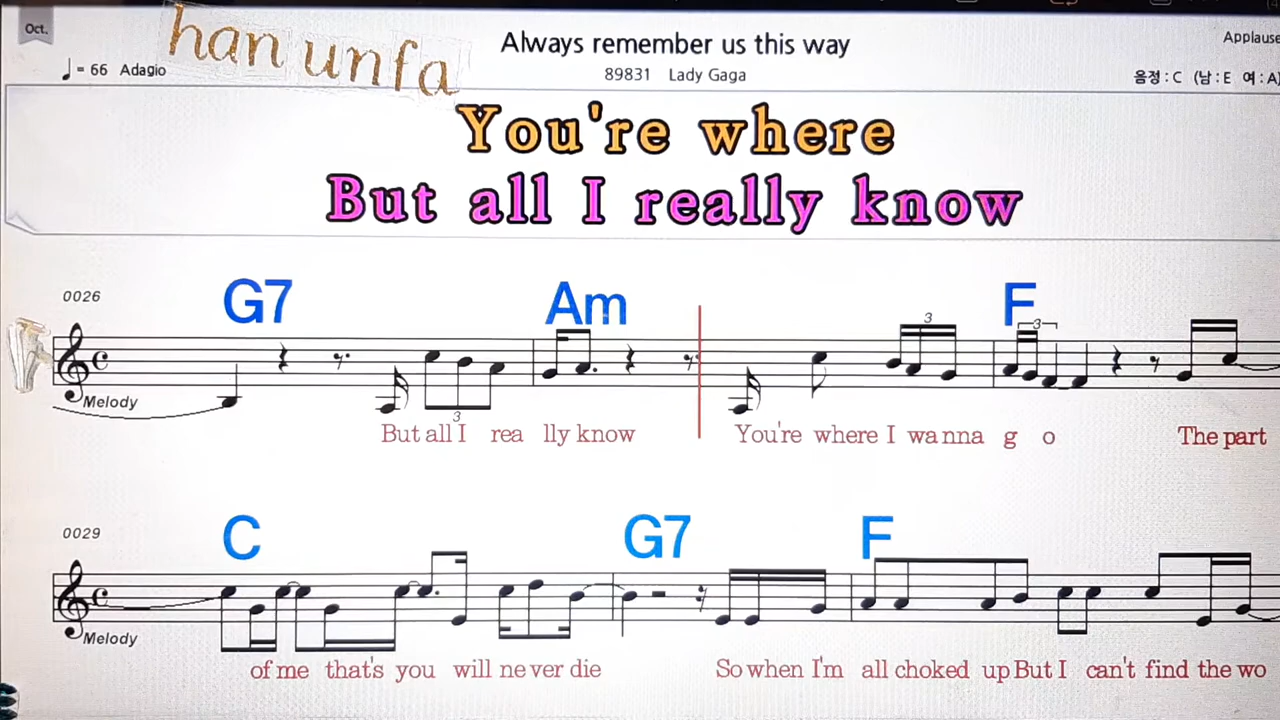 Oct.
han unfa
Always remember us this way
Applause
♩= 66 Adagio
89831 Lady Gaga
음정 : C (남 : E 여 : A)
You're where
But all I really know
0026
G7 Am F
3 3 3
Melody
But all I rea lly know You're where I wa nna g o The part
0029
C G7 F
Melody
of me that's you will ne ver die So when I'm all choked up But I can't find the wo